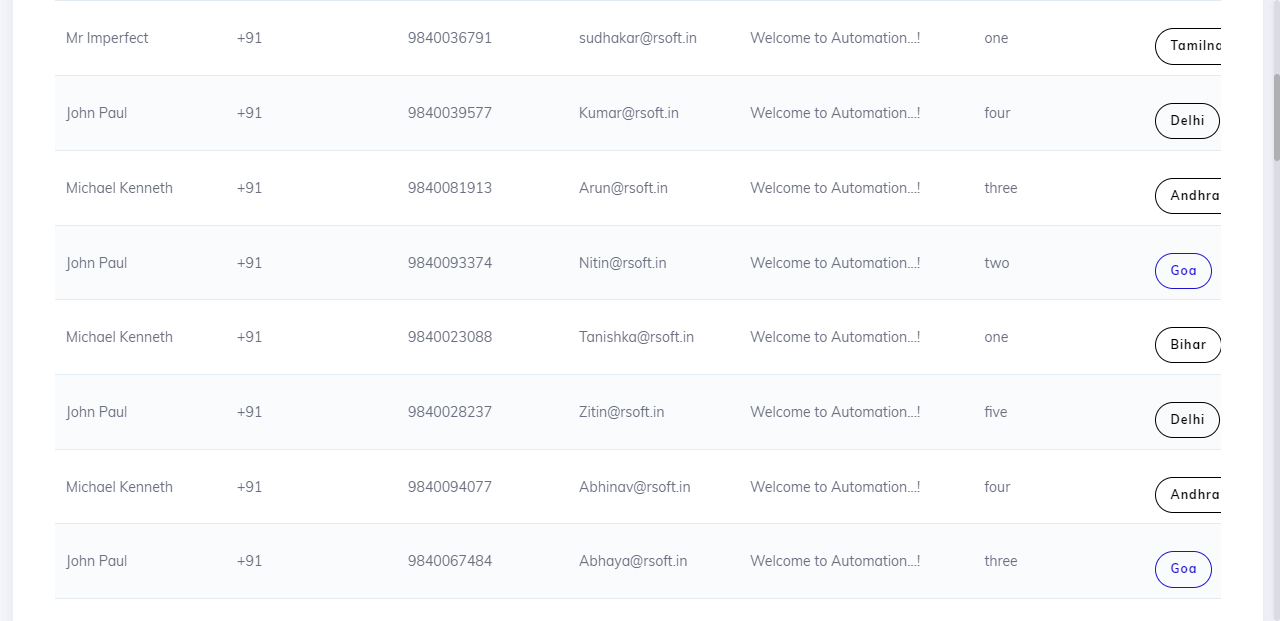 Mr Imperfect +91 9840036791 sudhakar@rsoft.in Welcome to Automation...! one Tamilna
John Paul +91 9840039577 Kumar@rsoft.in Welcome to Automation...! four Delhi
Michael Kenneth +91 9840081913 Arun@rsoft.in Welcome to Automation...! three Andhra
John Paul +91 9840093374 Nitin@rsoft.in Welcome to Automation...! two Goa
Michael Kenneth +91 9840023088 Tanishka@rsoft.in Welcome to Automation...! one Bihar
John Paul +91 9840028237 Zitin@rsoft.in Welcome to Automation...! five Delhi
Michael Kenneth +91 9840094077 Abhinav@rsoft.in Welcome to Automation...! four Andhra
John Paul +91 9840067484 Abhaya@rsoft.in Welcome to Automation...! three Goa